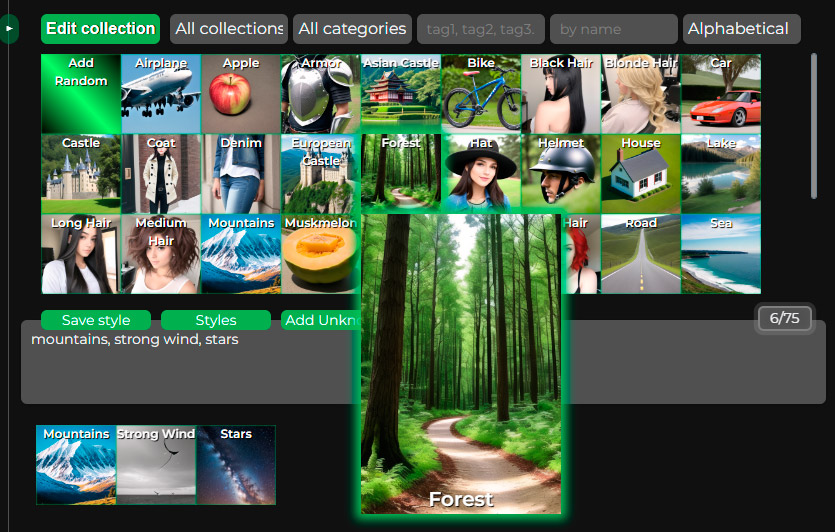 Edit collection
All collections
All categories
tag1, tag2, tag3.
by name
Alphabetical
Add
Random
Airplane
Apple
Armor
Asian Castle
Bike
Black Hair
Blonde Hair
Car
Castle
Coat
Denim
European
Castle
Forest
Hat
Helmet
House
Lake
Long Hair
Medium
Hair
Mountains
Muskmelon
Hair
Road
Sea
Save style
Styles
Add Unkn
6/75
mountains, strong wind, stars
Mountains
Strong Wind
Stars
Forest